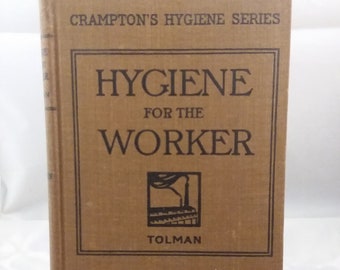 CRAMPTON'S HYGIENE SERIES
HYGIENE
FOR THE
WORKER
TOLMAN